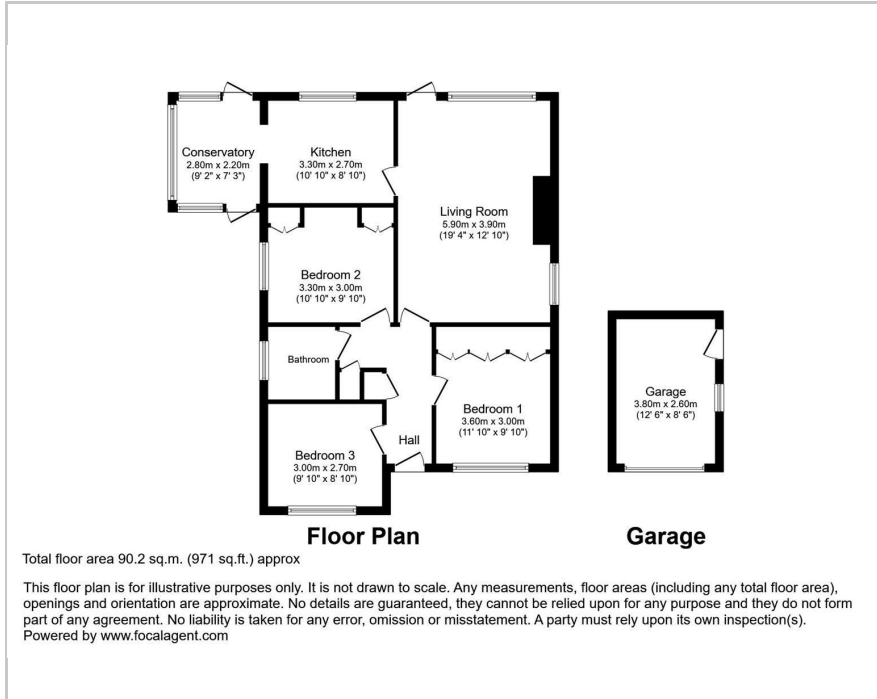 Conservatory
2.80m x 2.20m
(9' 2" x 7' 3")
Kitchen
3.30m x 2.70m
(10' 10" x 8' 10")
Living Room
5.90m x 3.90m
(19' 4" x 12' 10")
Bedroom 2
3.30m x 3.00m
(10' 10" x 9' 10")
Bathroom
Bedroom 1
3.60m x 3.00m
(11' 10" x 9' 10")
Hall
Bedroom 3
3.00m x 2.70m
(9' 10" x 8' 10")
Garage
3.80m x 2.60m
(12' 6" x 8' 6")
Floor Plan
Garage
Total floor area 90.2 sq.m. (971 sq.ft.) approx
This floor plan is for illustrative purposes only. It is not drawn to scale. Any measurements, floor areas (including any total floor area),
openings and orientation are approximate. No details are guaranteed, they cannot be relied upon for any purpose and they do not form
part of any agreement. No liability is taken for any error, omission or misstatement. A party must rely upon its own inspection(s).
Powered by www.focalagent.com